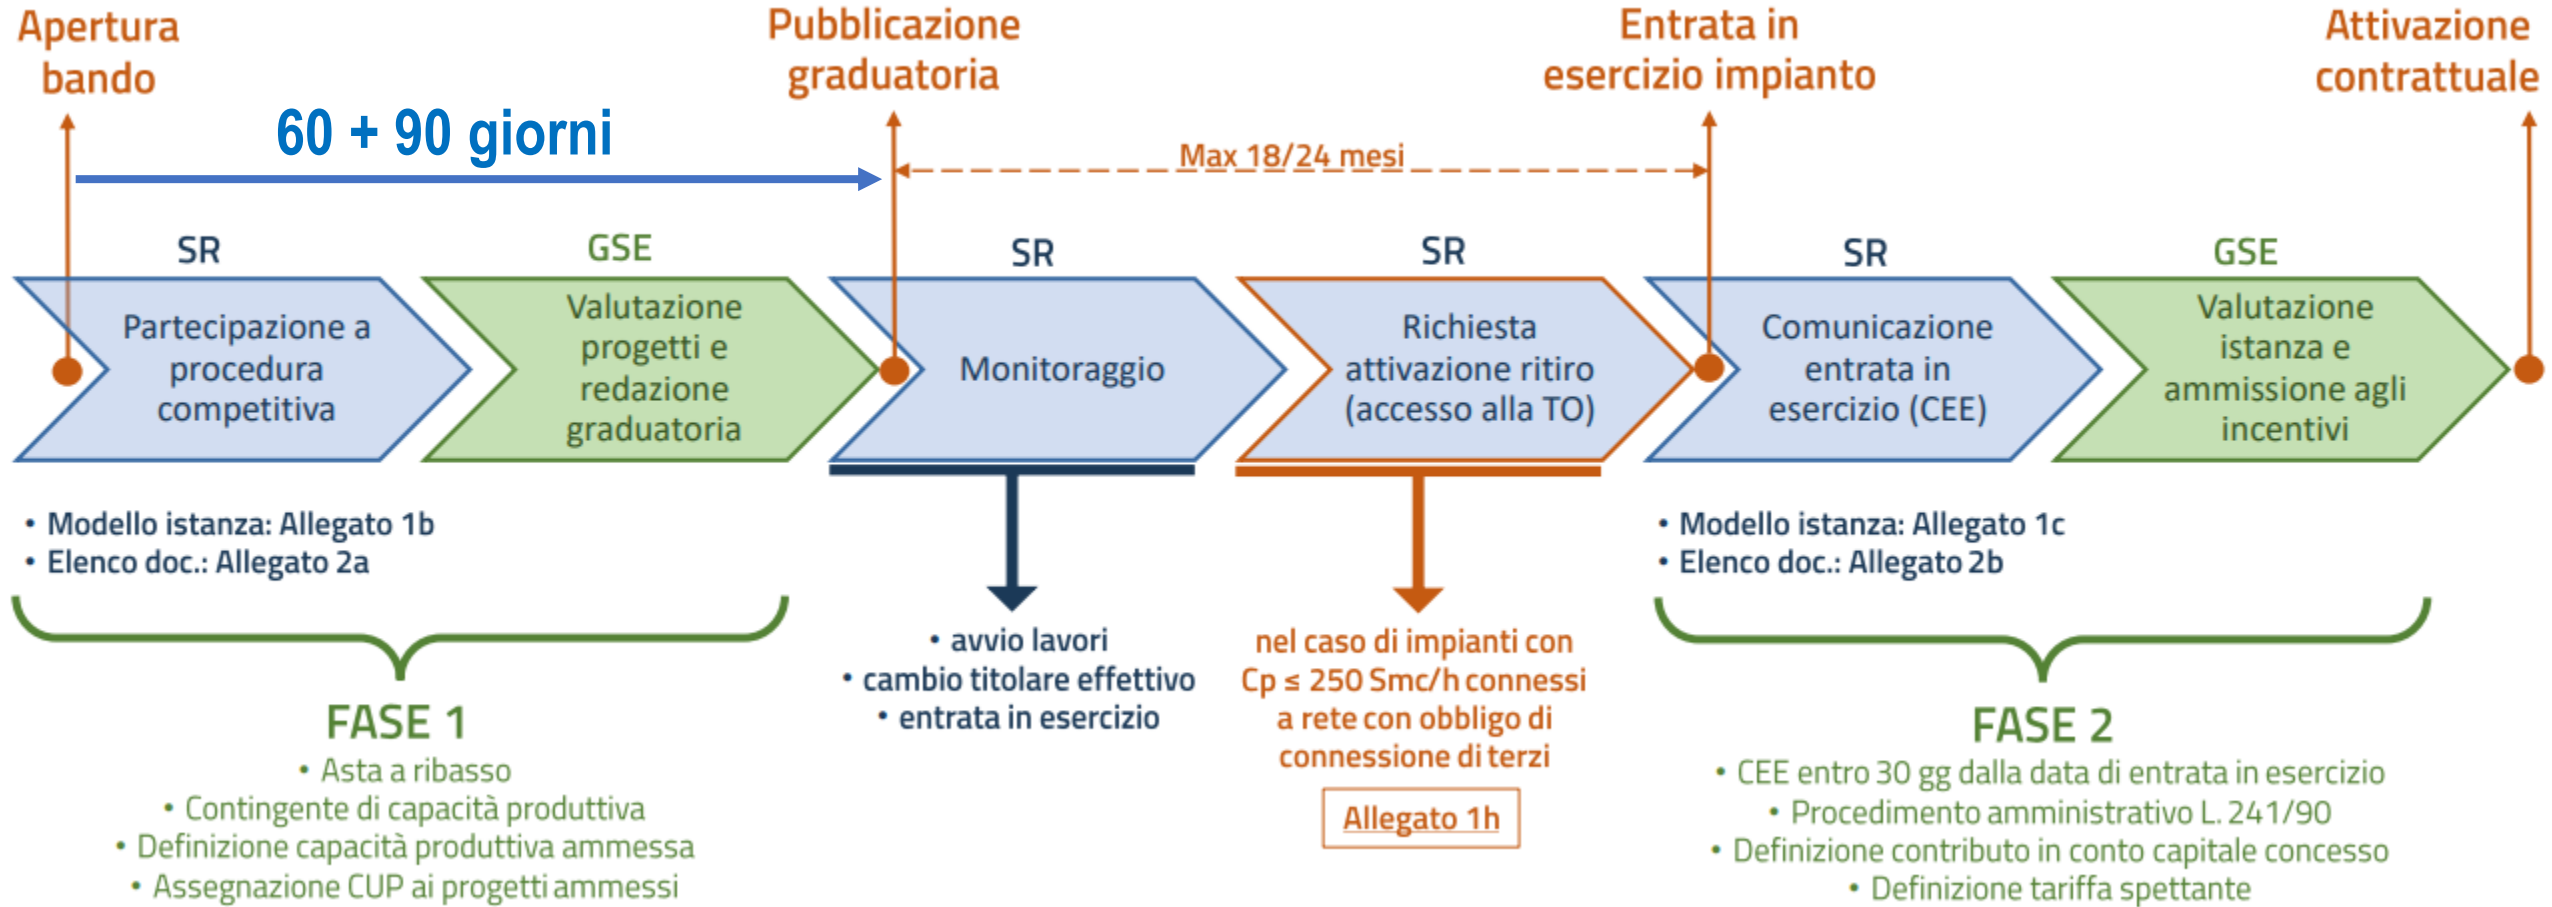 Apertura
bando
Pubblicazione
graduatoria
Entrata in
esercizio impianto
Attivazione
contrattuale
60 + 90 giorni
Max 18/24 mesi
SR
GSE
SR
SR
SR
GSE
Partecipazione a
procedura
competitiva
Valutazione
progetti e
redazione
graduatoria
Monitoraggio
Richiesta
attivazione ritiro
(accesso alla TO)
Comunicazione
entrata in
esercizio (CEE)
Valutazione
istanza e
ammissione agli
incentivi
• Modello istanza: Allegato 1b
• Elenco doc.: Allegato 2a
FASE 1
• Asta a ribasso
• Contingente di capacità produttiva
• Definizione capacità produttiva ammessa
• Assegnazione CUP ai progetti ammessi
• avvio lavori
• cambio titolare effettivo
• entrata in esercizio
nel caso di impianti con
Cp ≤ 250 Smc/h connessi
a rete con obbligo di
connessione di terzi
Allegato 1h
• Modello istanza: Allegato 1c
• Elenco doc.: Allegato 2b
FASE 2
• CEE entro 30 gg dalla data di entrata in esercizio
• Procedimento amministrativo L. 241/90
• Definizione contributo in conto capitale concesso
• Definizione tariffa spettante